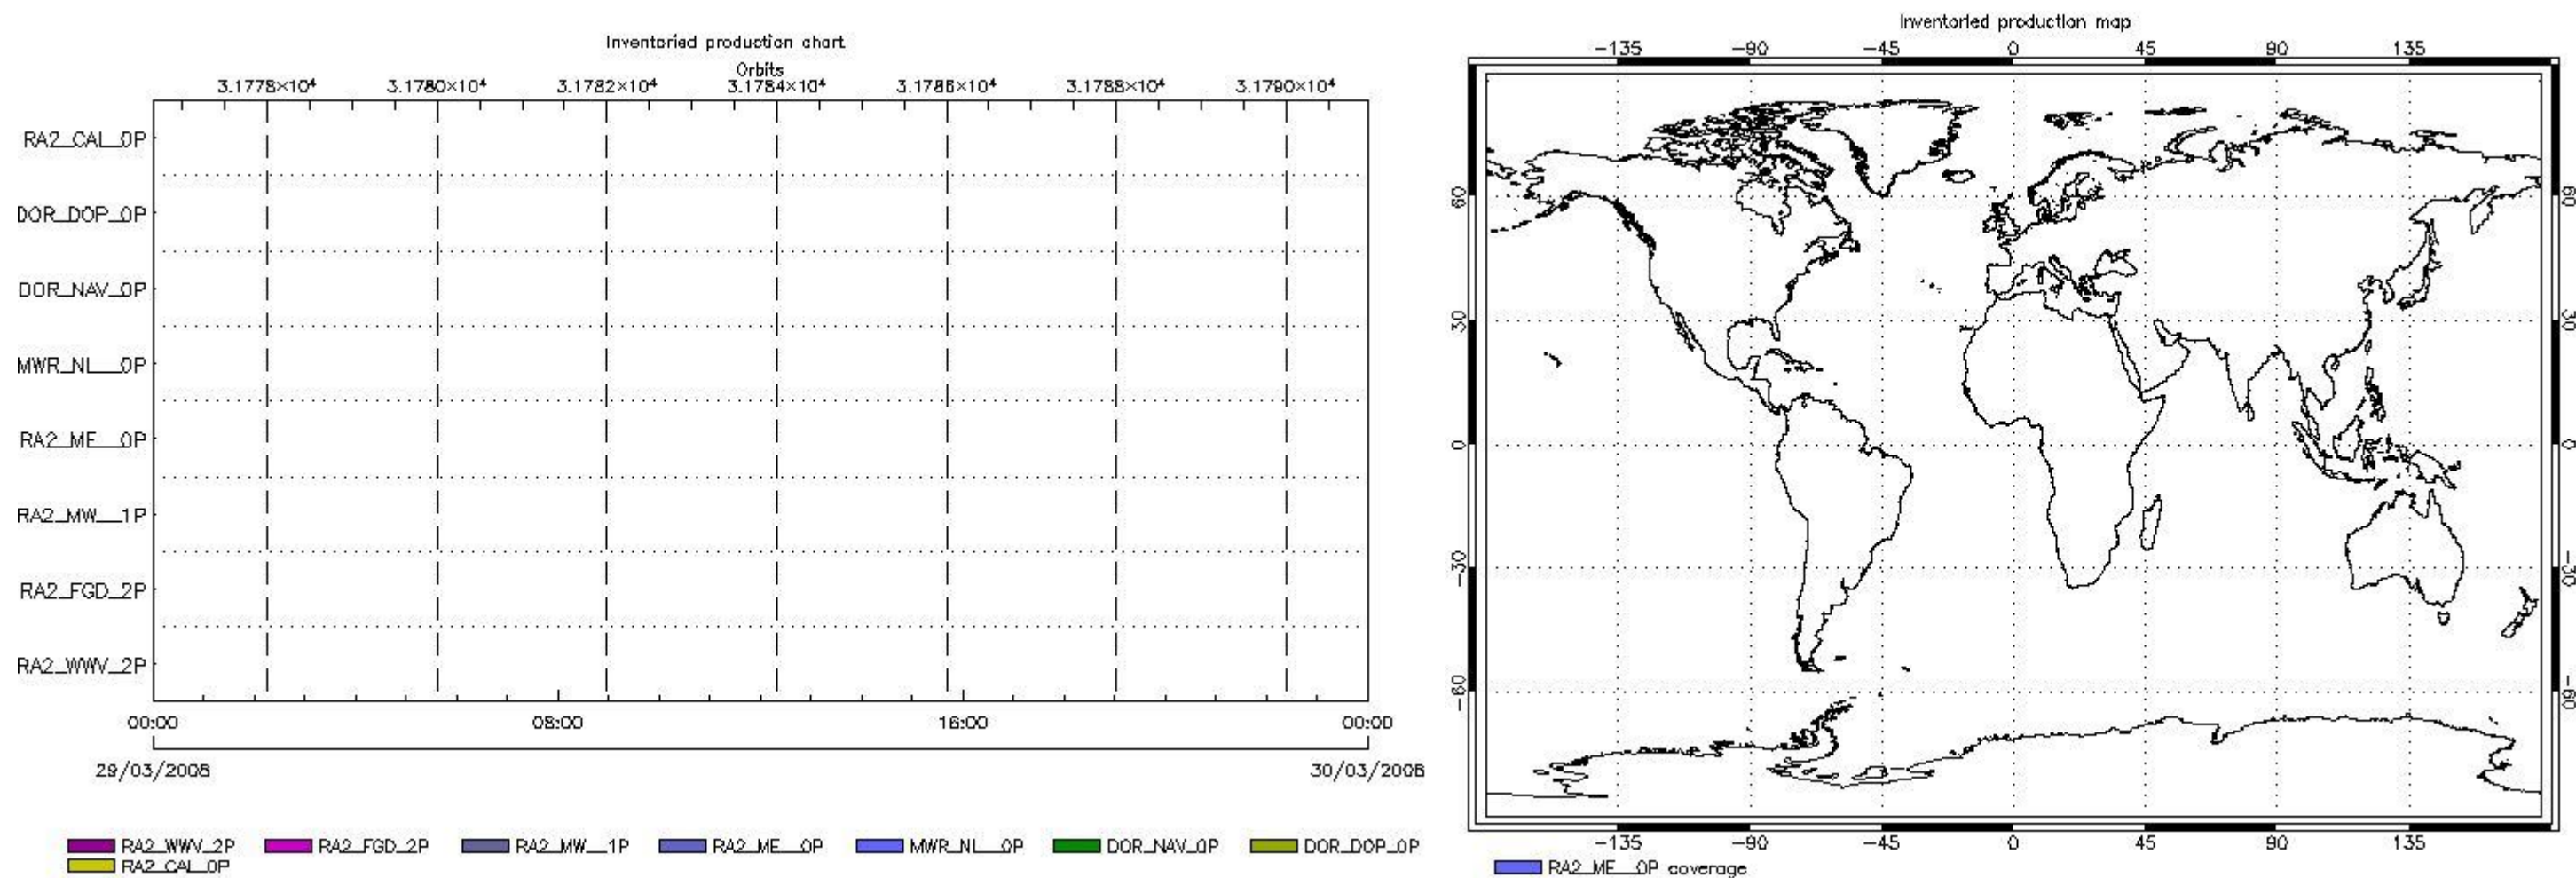 Inventoried production chart
Orbits
3.1778×10⁴ 3.1780×10⁴ 3.1782×10⁴ 3.1784×10⁴ 3.1786×10⁴ 3.1788×10⁴ 3.1790×10⁴
RA2_CAL_0P
DOR_DOP_0P
DOR_NAV_0P
MWR_NL__0P
RA2_ME__0P
RA2_MW__1P
RA2_FGD_2P
RA2_WWV_2P
00:00 08:00 16:00 00:00
29/03/2008 30/03/2008
RA2_WWV_2P RA2_FGD_2P RA2_MW__1P RA2_ME__0P MWR_NL__0P DOR_NAV_0P DOR_DOP_0P
RA2_CAL_0P
Inventoried production map
-135 -90 -45 0 45 90 135
60 60
30 30
0 0
-30 -30
-60 -60
-135 -90 -45 0 45 90 135
RA2_ME__0P coverage